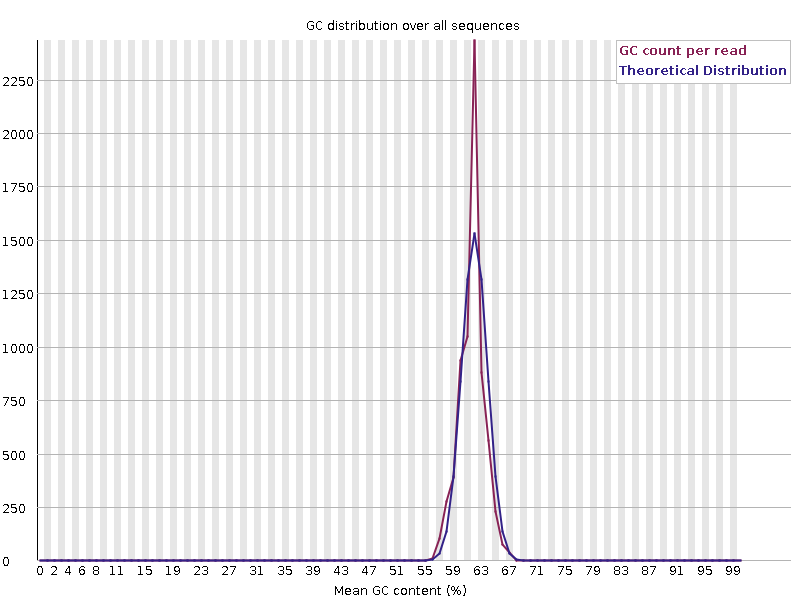 GC distribution over all sequences
GC count per read
Theoretical Distribution
2250
2000
1750
1500
1250
1000
750
500
250
0
0 2 4 6 8 11 15 19 23 27 31 35 39 43 47 51 55 59 63 67 71 75 79 83 87 91 95 99
Mean GC content (%)